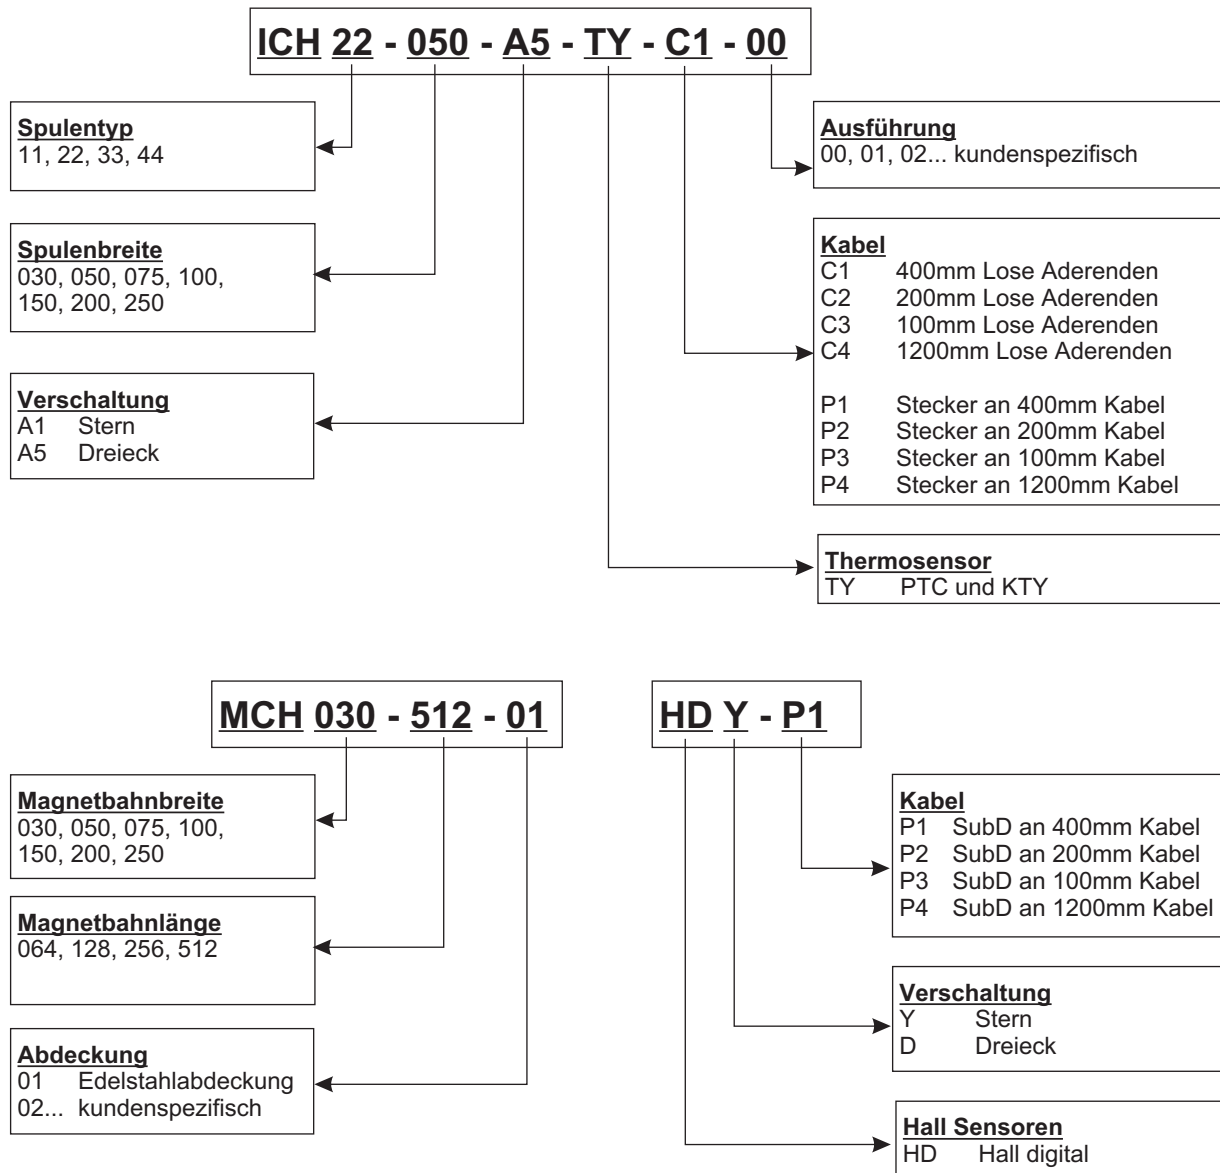 ICH 22 - 050 - A5 - TY - C1 - 00
Spulentyp
11, 22, 33, 44
Spulenbreite
030, 050, 075, 100,
150, 200, 250
Verschaltung
A1 Stern
A5 Dreieck
Ausführung
00, 01, 02... kundenspezifisch
Kabel
C1 400mm Lose Aderenden
C2 200mm Lose Aderenden
C3 100mm Lose Aderenden
C4 1200mm Lose Aderenden
P1 Stecker an 400mm Kabel
P2 Stecker an 200mm Kabel
P3 Stecker an 100mm Kabel
P4 Stecker an 1200mm Kabel
Thermosensor
TY PTC und KTY
MCH 030 - 512 - 01
Magnetbahnbreite
030, 050, 075, 100,
150, 200, 250
Magnetbahnlänge
064, 128, 256, 512
Abdeckung
01 Edelstahlabdeckung
02... kundenspezifisch
HD Y - P1
Kabel
P1 SubD an 400mm Kabel
P2 SubD an 200mm Kabel
P3 SubD an 100mm Kabel
P4 SubD an 1200mm Kabel
Verschaltung
Y Stern
D Dreieck
Hall Sensoren
HD Hall digital